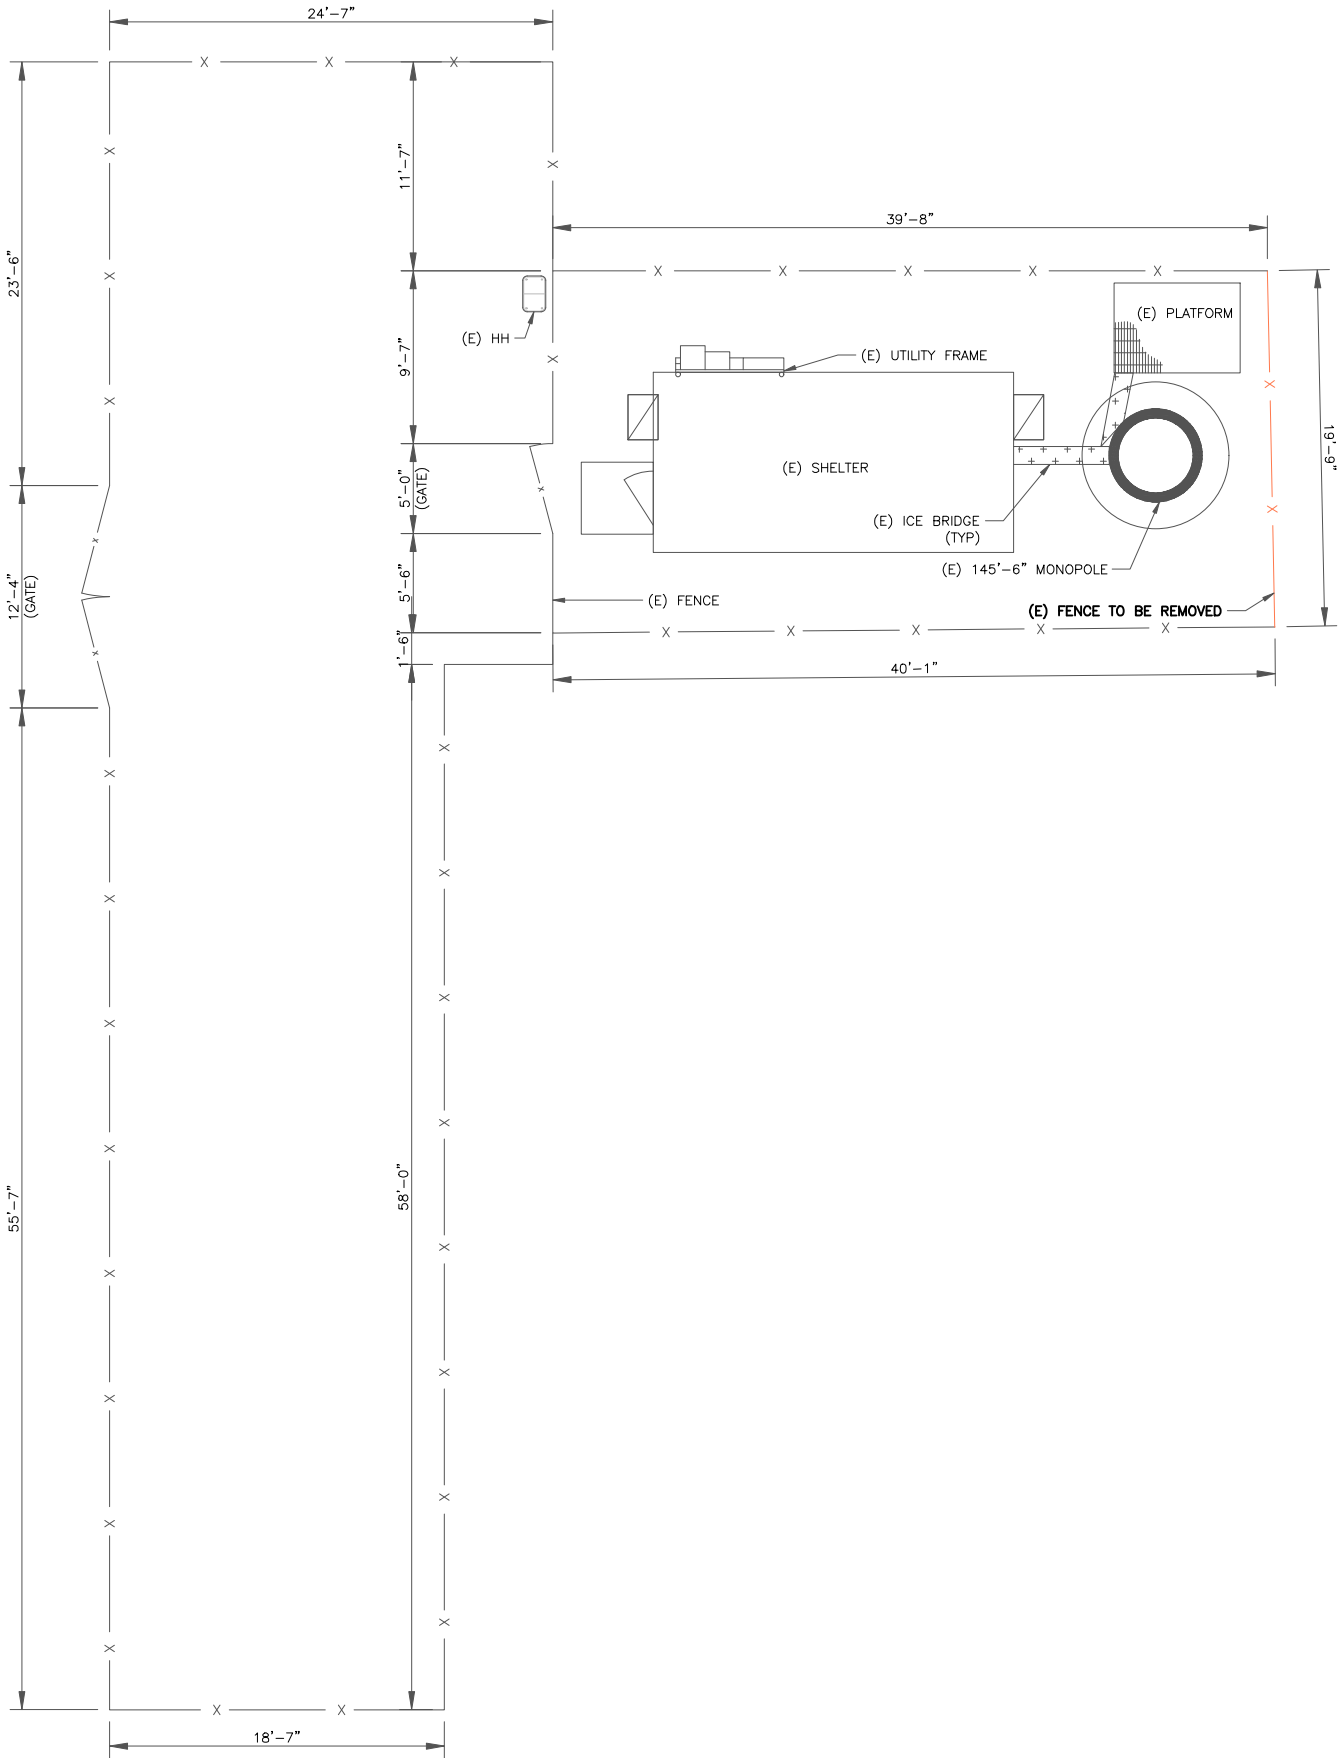 24'-7"
23'-6"
11'-7"
39'-8"
(E) PLATFORM
(E) HH
9'-7"
(E) UTILITY FRAME
19'-9"
(E) SHELTER
5'-0"
(GATE)
(E) ICE BRIDGE
(TYP)
(E) 145'-6" MONOPOLE
12'-4"
(GATE)
5'-6"
(E) FENCE
(E) FENCE TO BE REMOVED
1'-6"
40'-1"
55'-7"
58'-0"
18'-7"